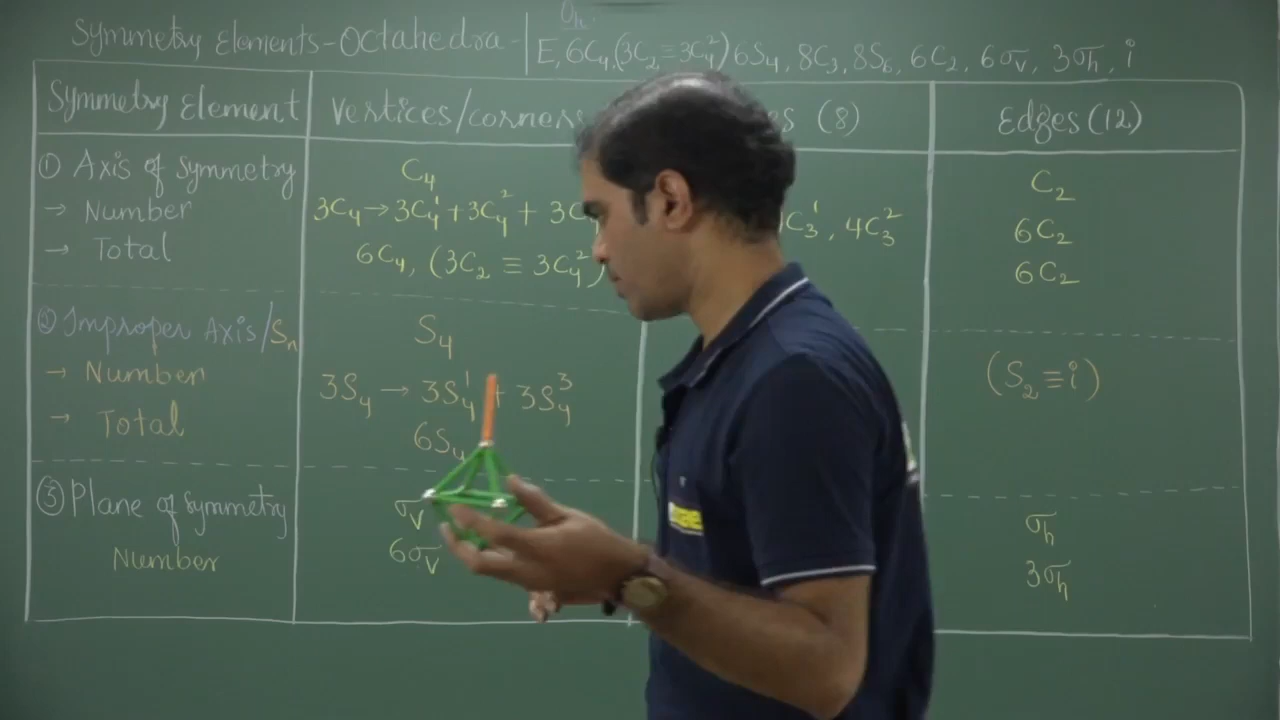 Oh
Symmetry Elements-Octahedra- E, 6C₄, (3C₂ = 3C₄²) 6S₄, 8C₃, 8S₆, 6C₂, 6σᵥ, 3σₕ, i
Symmetry Element Vertices/corners (8) Edges (12)
① Axis of Symmetry C₄ C₂
→ Number 3C₄ → 3C₄¹ + 3C₄² + 3C C₃¹, 4C₃² 6C₂
→ Total 6C₄, (3C₂ ≡ 3C₄²) 6C₂
② Improper Axis/Sₙ S₄
→ Number 3S₄ → 3S₄¹ + 3S₄³ (S₂ ≡ i)
→ Total 6S₄
③ Plane of Symmetry σᵥ σₕ
Number 6σᵥ 3σₕ